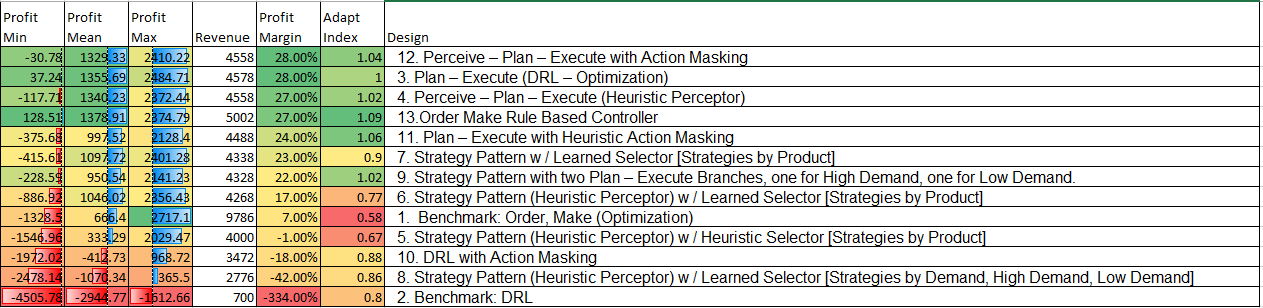 Profit Min Profit Mean Profit Max Revenue Profit Margin Adapt Index Design
-30.78 1329.33 2410.22 4558 28.00% 1.04 12. Perceive – Plan – Execute with Action Masking
37.24 1355.69 2484.71 4578 28.00% 1 3. Plan – Execute (DRL – Optimization)
-117.71 1340.23 2372.44 4558 27.00% 1.02 4. Perceive – Plan – Execute (Heuristic Perceptor)
128.51 1378.91 2374.79 5002 27.00% 1.09 13.Order Make Rule Based Controller
-375.68 997.52 2128.4 4488 24.00% 1.06 11. Plan – Execute with Heuristic Action Masking
-415.61 1097.72 2401.28 4338 23.00% 0.9 7. Strategy Pattern w / Learned Selector [Strategies by Product]
-228.59 950.54 2141.23 4328 22.00% 1.02 9. Strategy Pattern with two Plan – Execute Branches, one for High Demand, one for Low Demand.
-886.92 1046.02 2356.43 4268 17.00% 0.77 6. Strategy Pattern (Heuristic Perceptor) w / Learned Selector [Strategies by Product]
-1328.5 666.4 2717.1 9786 7.00% 0.58 1. Benchmark: Order, Make (Optimization)
-1546.96 333.29 2029.47 4000 -1.00% 0.67 5. Strategy Pattern (Heuristic Perceptor) w / Heuristic Selector [Strategies by Product]
-1972.02 -412.73 968.72 3472 -18.00% 0.88 10. DRL with Action Masking
-2478.14 -1070.34 365.5 2776 -42.00% 0.86 8. Strategy Pattern (Heuristic Perceptor) w / Learned Selector [Strategies by Demand, High Demand, Low Demand]
-4505.78 -2944.77 -1612.66 700 -334.00% 0.8 2. Benchmark: DRL